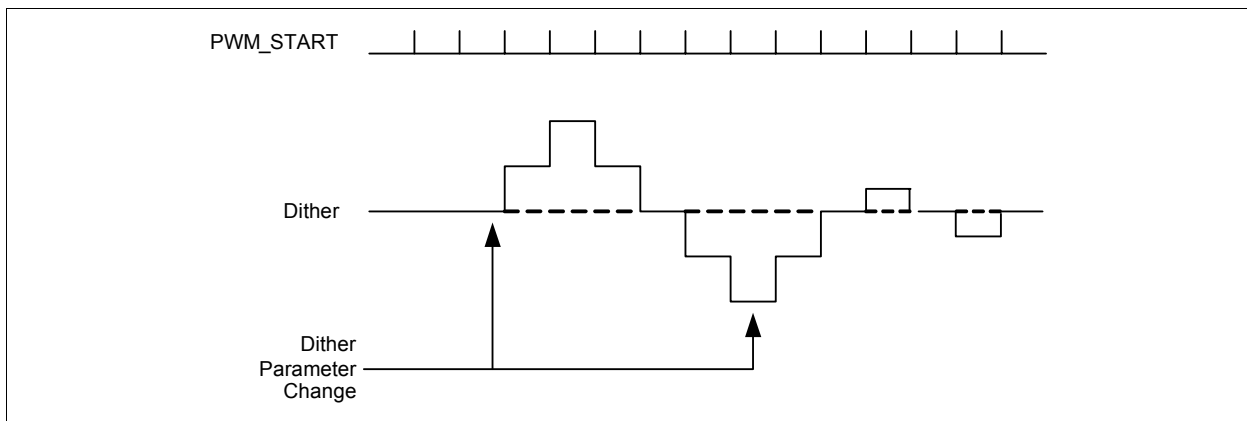 PWM_START
Dither
Dither
Parameter
Change